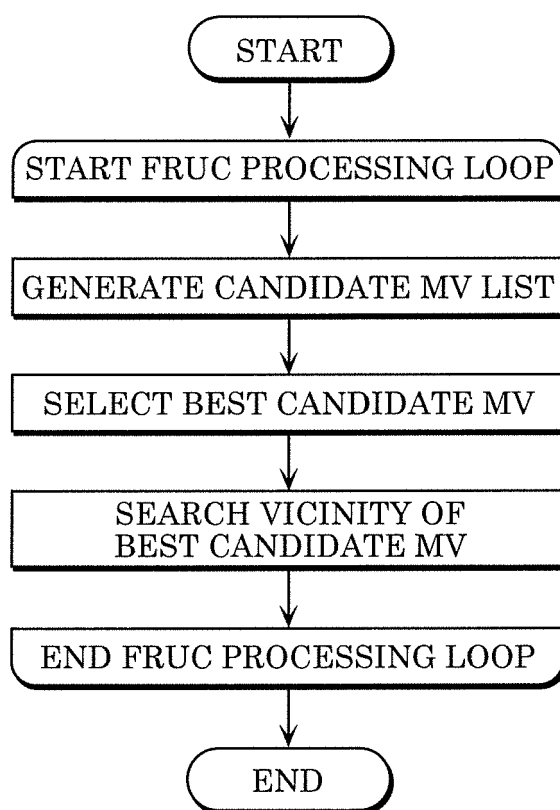 START
START FRUC PROCESSING LOOP
GENERATE CANDIDATE MV LIST
SELECT BEST CANDIDATE MV
SEARCH VICINITY OF
BEST CANDIDATE MV
END FRUC PROCESSING LOOP
END